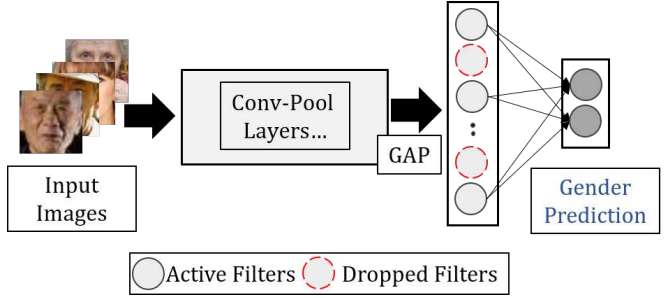 Conv-Pool
Layers...
GAP
Input
Images
Gender
Prediction
Active Filters
Dropped Filters